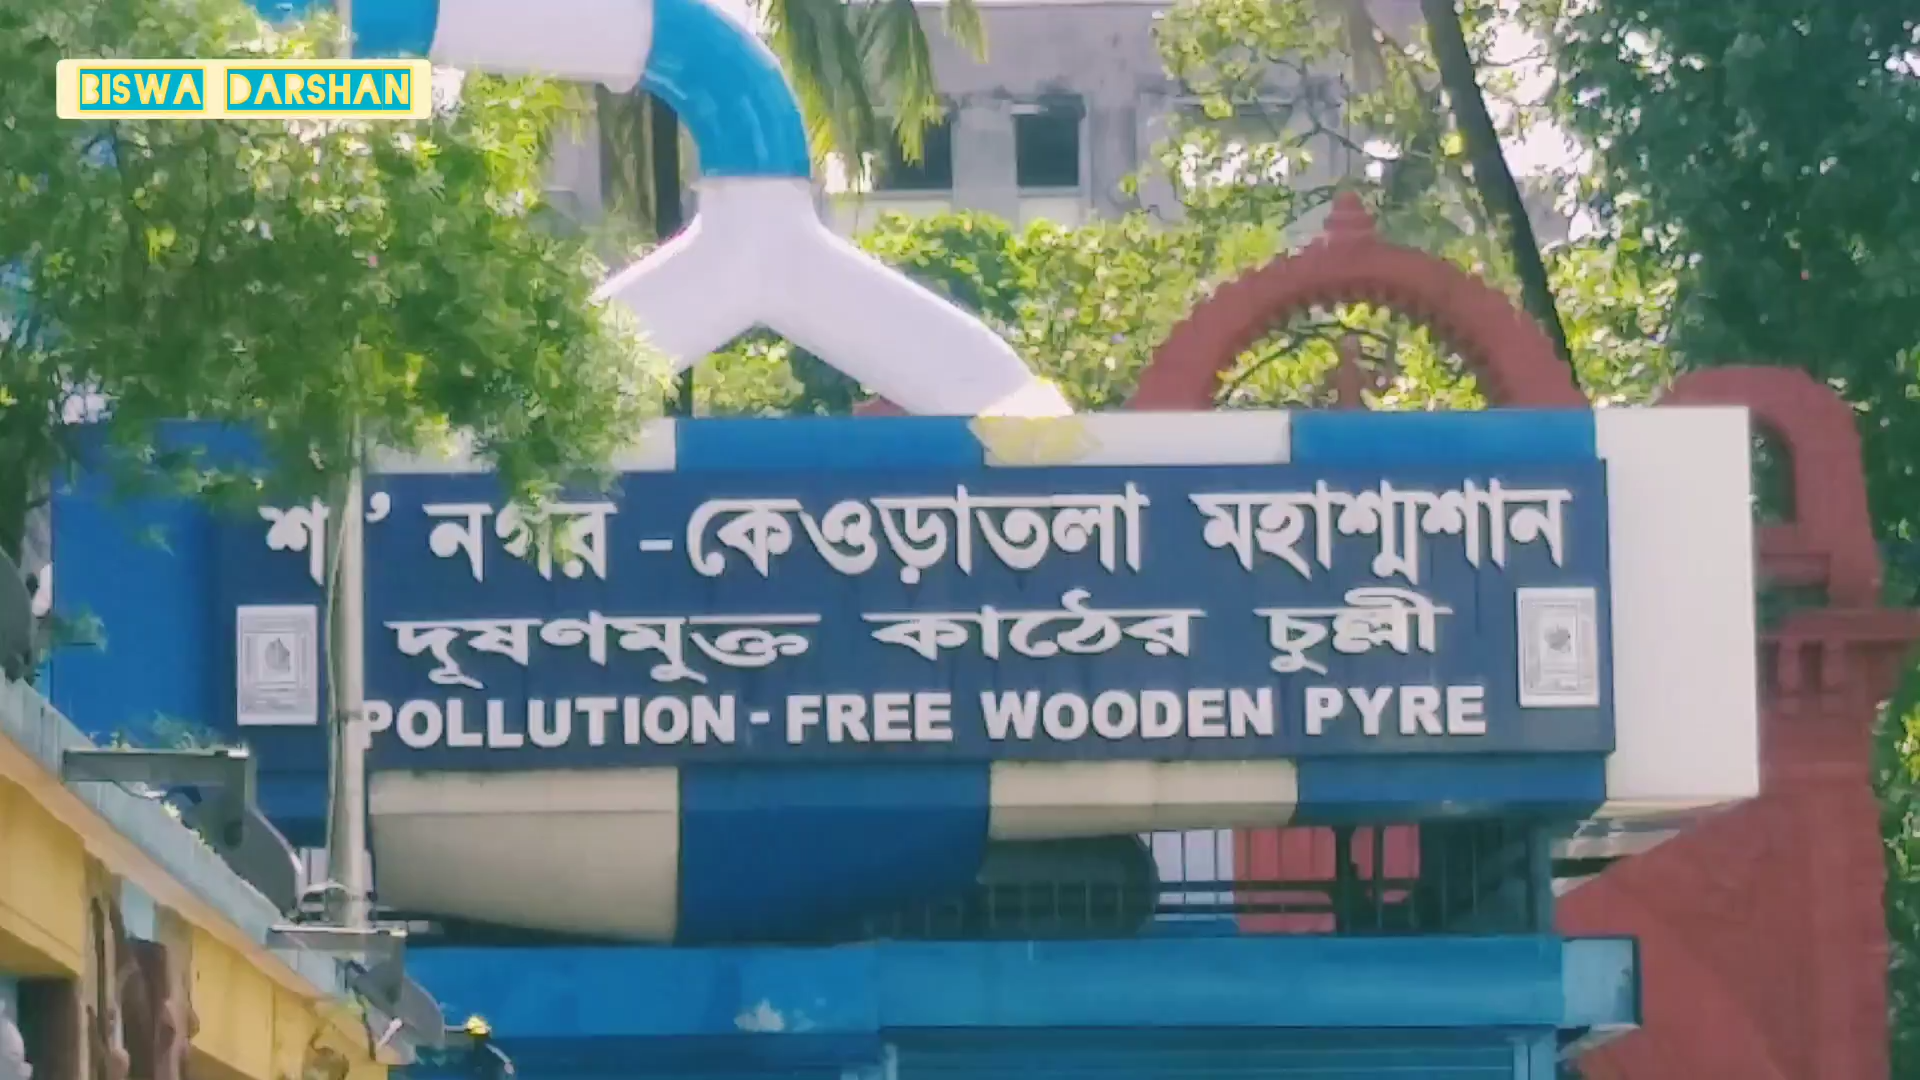 BISWA DARSHAN
শ' নগর - কেওড়াতলা মহাশ্মশান
দূষণমুক্ত কাঠের চুল্লী
POLLUTION - FREE WOODEN PYRE